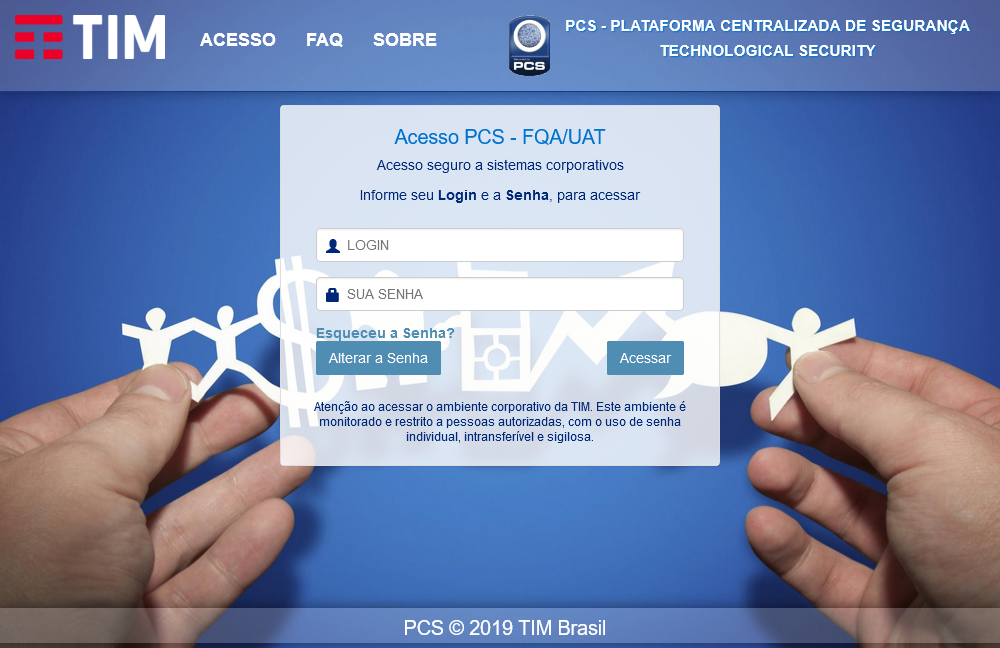 TIM
ACESSO FAQ SOBRE
PCS
PCS - PLATAFORMA CENTRALIZADA DE SEGURANÇA
TECHNOLOGICAL SECURITY
Acesso PCS - FQA/UAT
Acesso seguro a sistemas corporativos
Informe seu Login e a Senha, para acessar
LOGIN
SUA SENHA
Esqueceu a Senha?
Alterar a Senha Acessar
Atenção ao acessar o ambiente corporativo da TIM. Este ambiente é
monitorado e restrito a pessoas autorizadas, com o uso de senha
individual, intransferível e sigilosa.
PCS © 2019 TIM Brasil